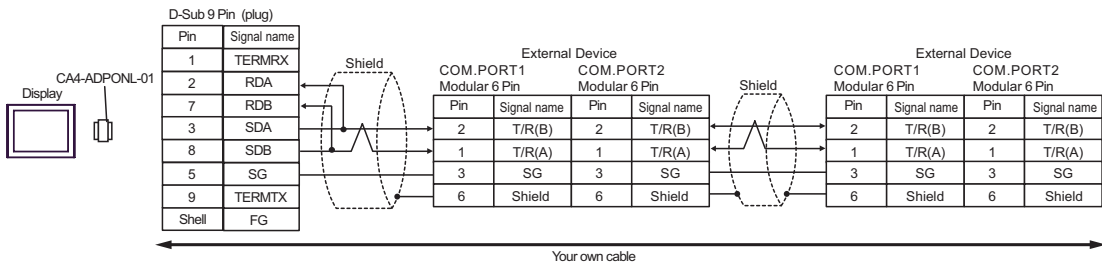 D-Sub 9 Pin (plug)
Pin Signal name
1 TERMRX
2 RDA
7 RDB
3 SDA
8 SDB
5 SG
9 TERMTX
Shell FG
CA4-ADPONL-01
Display
Shield
External Device
COM.PORT1 COM.PORT2
Modular 6 Pin Modular 6 Pin
Pin Signal name Pin Signal name
2 T/R(B) 2 T/R(B)
1 T/R(A) 1 T/R(A)
3 SG 3 SG
6 Shield 6 Shield
Shield
External Device
COM.PORT1 COM.PORT2
Modular 6 Pin Modular 6 Pin
Pin Signal name Pin Signal name
2 T/R(B) 2 T/R(B)
1 T/R(A) 1 T/R(A)
3 SG 3 SG
6 Shield 6 Shield
Your own cable